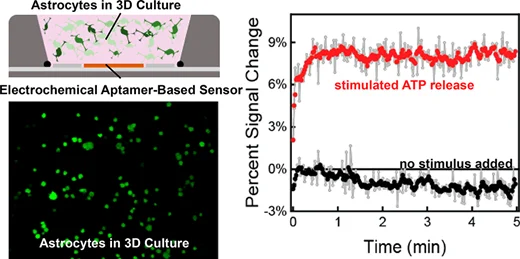 Astrocytes in 3D Culture
Electrochemical Aptamer-Based Sensor
Astrocytes in 3D Culture
Percent Signal Change
9%
6%
3%
0%
-3%
stimulated ATP release
no stimulus added
0
1
2
3
4
5
Time (min)